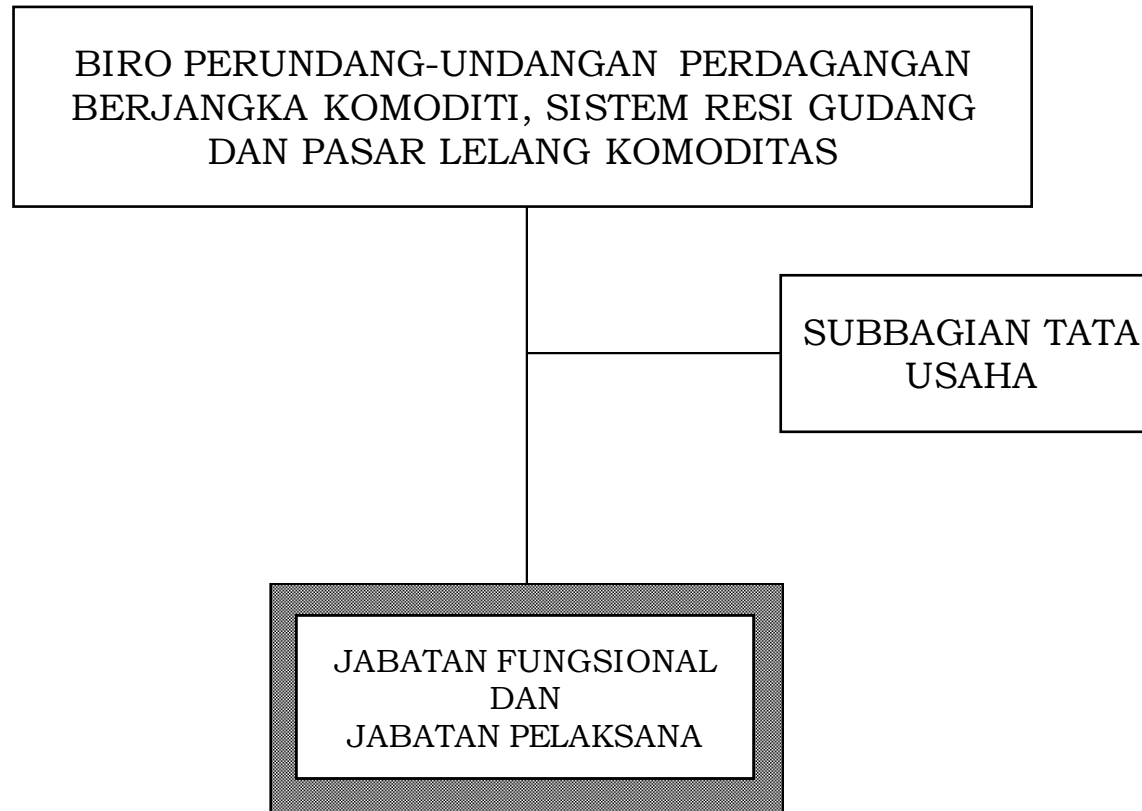 BIRO PERUNDANG-UNDANGAN PERDAGANGAN
BERJANGKA KOMODITI, SISTEM RESI GUDANG
DAN PASAR LELANG KOMODITAS
SUBBAGIAN TATA
USAHA
JABATAN FUNGSIONAL
DAN
JABATAN PELAKSANA